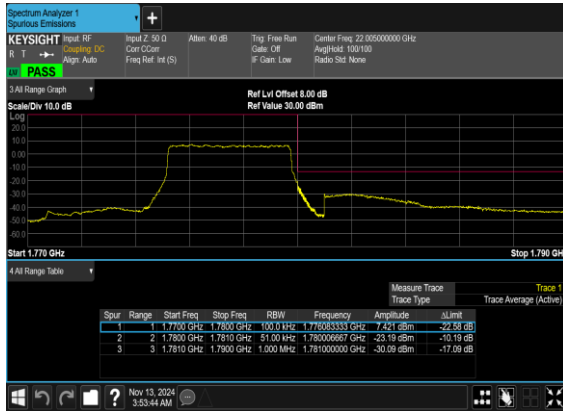 Spectrum Analyzer 1
Spurious Emissions
KEYSIGHT Input: RF Input Z: 50 Ω Atten: 40 dB Trig: Free Run Center Freq: 22.005000000 GHz
R T Coupling: DC Corr CCorr Gate: Off Avg|Hold: 100/100
Align: Auto Freq Ref: Int (S) IF Gain: Low Radio Std: None
PASS
3 All Range Graph Ref Lvl Offset 8.00 dB
Scale/Div 10.0 dB Ref Value 30.00 dBm
Log
20.0
10.0
0.00
-10.0
-20.0
-30.0
-40.0
-50.0
-60.0
Start 1.770 GHz Stop 1.790 GH
4 All Range Table
Measure Trace Trace 1
Trace Type Trace Average (Active)
Spur Range Start Freq Stop Freq RBW Frequency Amplitude ΔLimit
1 1 1.7700 GHz 1.7800 GHz 100.0 kHz 1.776083333 GHz 7.421 dBm -22.58 dB
2 2 1.7800 GHz 1.7810 GHz 51.00 kHz 1.780006667 GHz -23.19 dBm -10.19 dB
3 3 1.7810 GHz 1.7900 GHz 1.000 MHz 1.781000000 GHz -30.09 dBm -17.09 dB
? Nov 13, 2024
3:53:44 AM